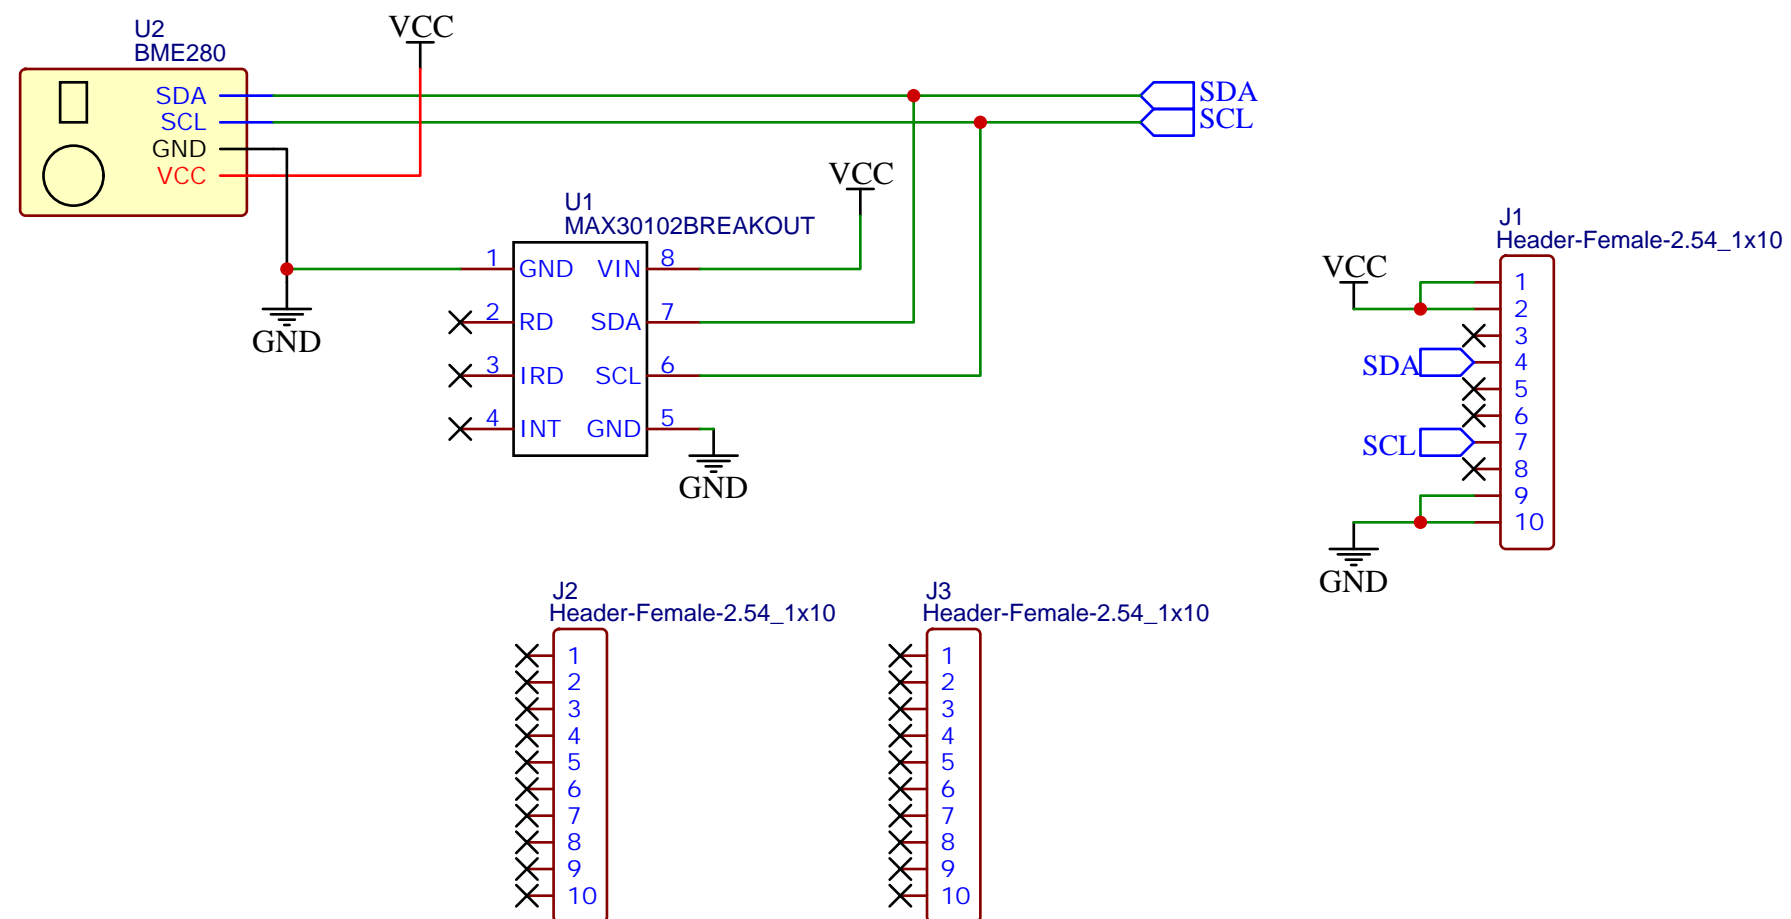 U2
BME280
SDA
SCL
GND
VCC
VCC
SDA
SCL
GND
U1
MAX30102BREAKOUT
VCC
1 GND VIN 8
2 RD SDA 7
3 IRD SCL 6
4 INT GND 5
GND
J1
Header-Female-2.54_1x10
VCC
1
2
3
SDA 4
5
6
SCL 7
8
9
10
GND
J2
Header-Female-2.54_1x10
1
2
3
4
5
6
7
8
9
10
J3
Header-Female-2.54_1x10
1
2
3
4
5
6
7
8
9
10